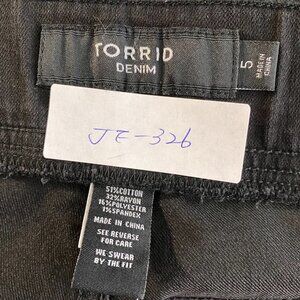 TORRID
DENIM
5
MADE IN
CHINA
JE-326
51%COTTON
32%RAYON
16%POLYESTER
1%SPANDEX
MADE IN CHINA
SEE REVERSE
FOR CARE
WE SWEAR
BY THE FIT